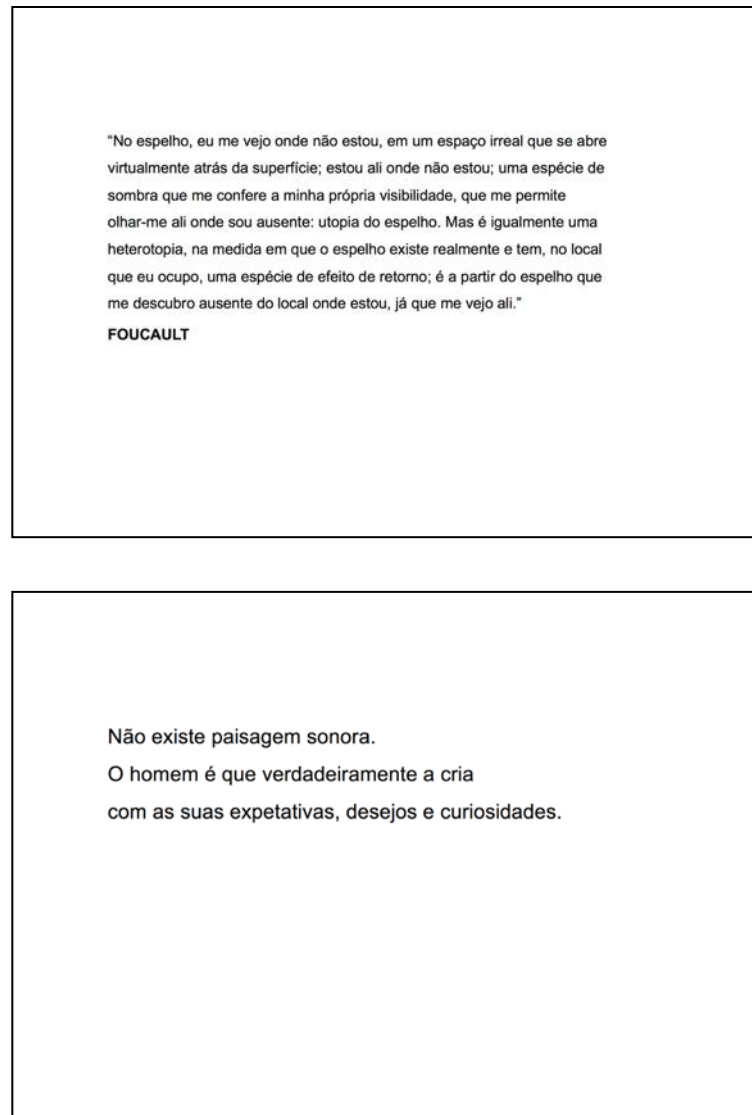 “No espelho, eu me vejo onde não estou, em um espaço irreal que se abre
virtualmente atrás da superfície; estou ali onde não estou; uma espécie de
sombra que me confere a minha própria visibilidade, que me permite
olhar-me ali onde sou ausente: utopia do espelho. Mas é igualmente uma
heterotopia, na medida em que o espelho existe realmente e tem, no local
que eu ocupo, uma espécie de efeito de retorno; é a partir do espelho que
me descubro ausente do local onde estou, já que me vejo ali.”
FOUCAULT
Não existe paisagem sonora.
O homem é que verdadeiramente a cria
com as suas expetativas, desejos e curiosidades.